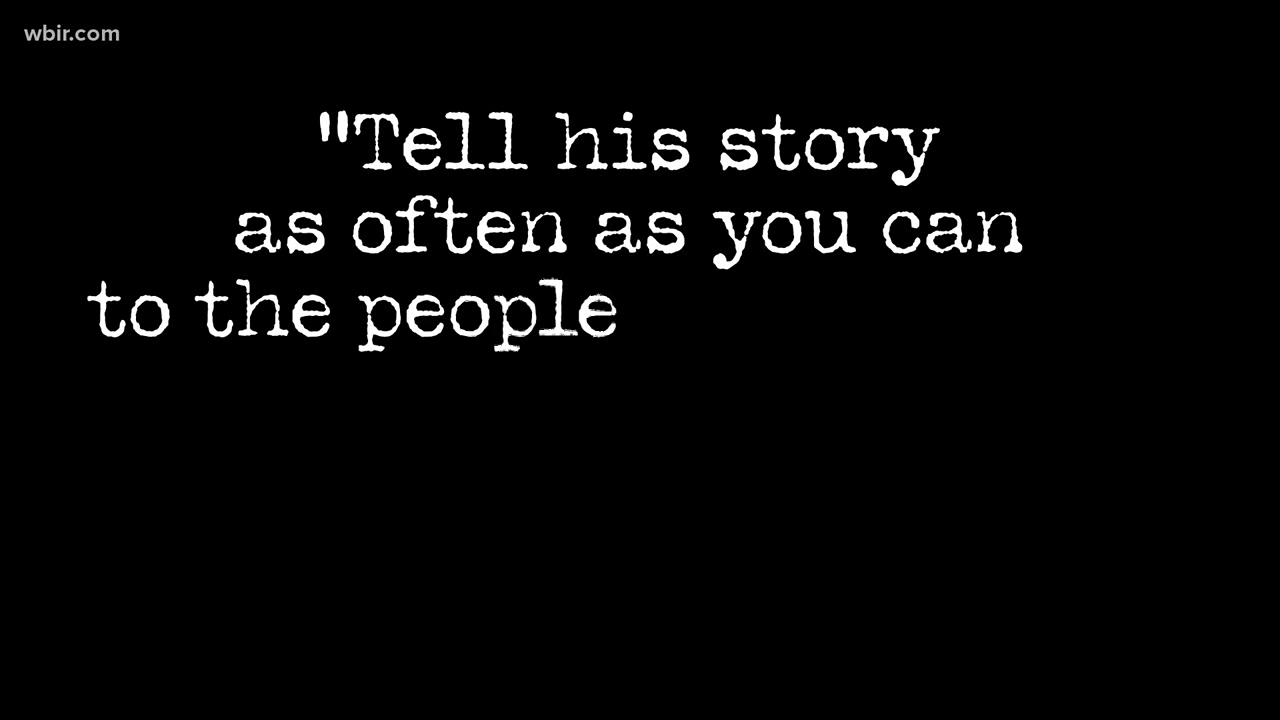 wbir.com
"Tell his story
as often as you can
to the people